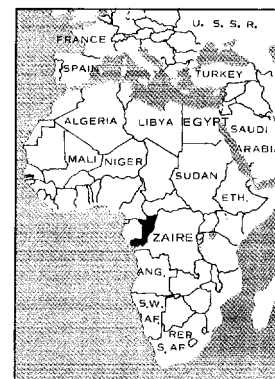 U. S. S. R.
FRANCE
SPAIN
TURKEY
ALGERIA
LIBYA
EGYPT
SAUDI
ARABIA
MALI
NIGER
SUDAN
ETH.
ZAIRE
ANG.
S.W.
AF.
REP.
S. AF.